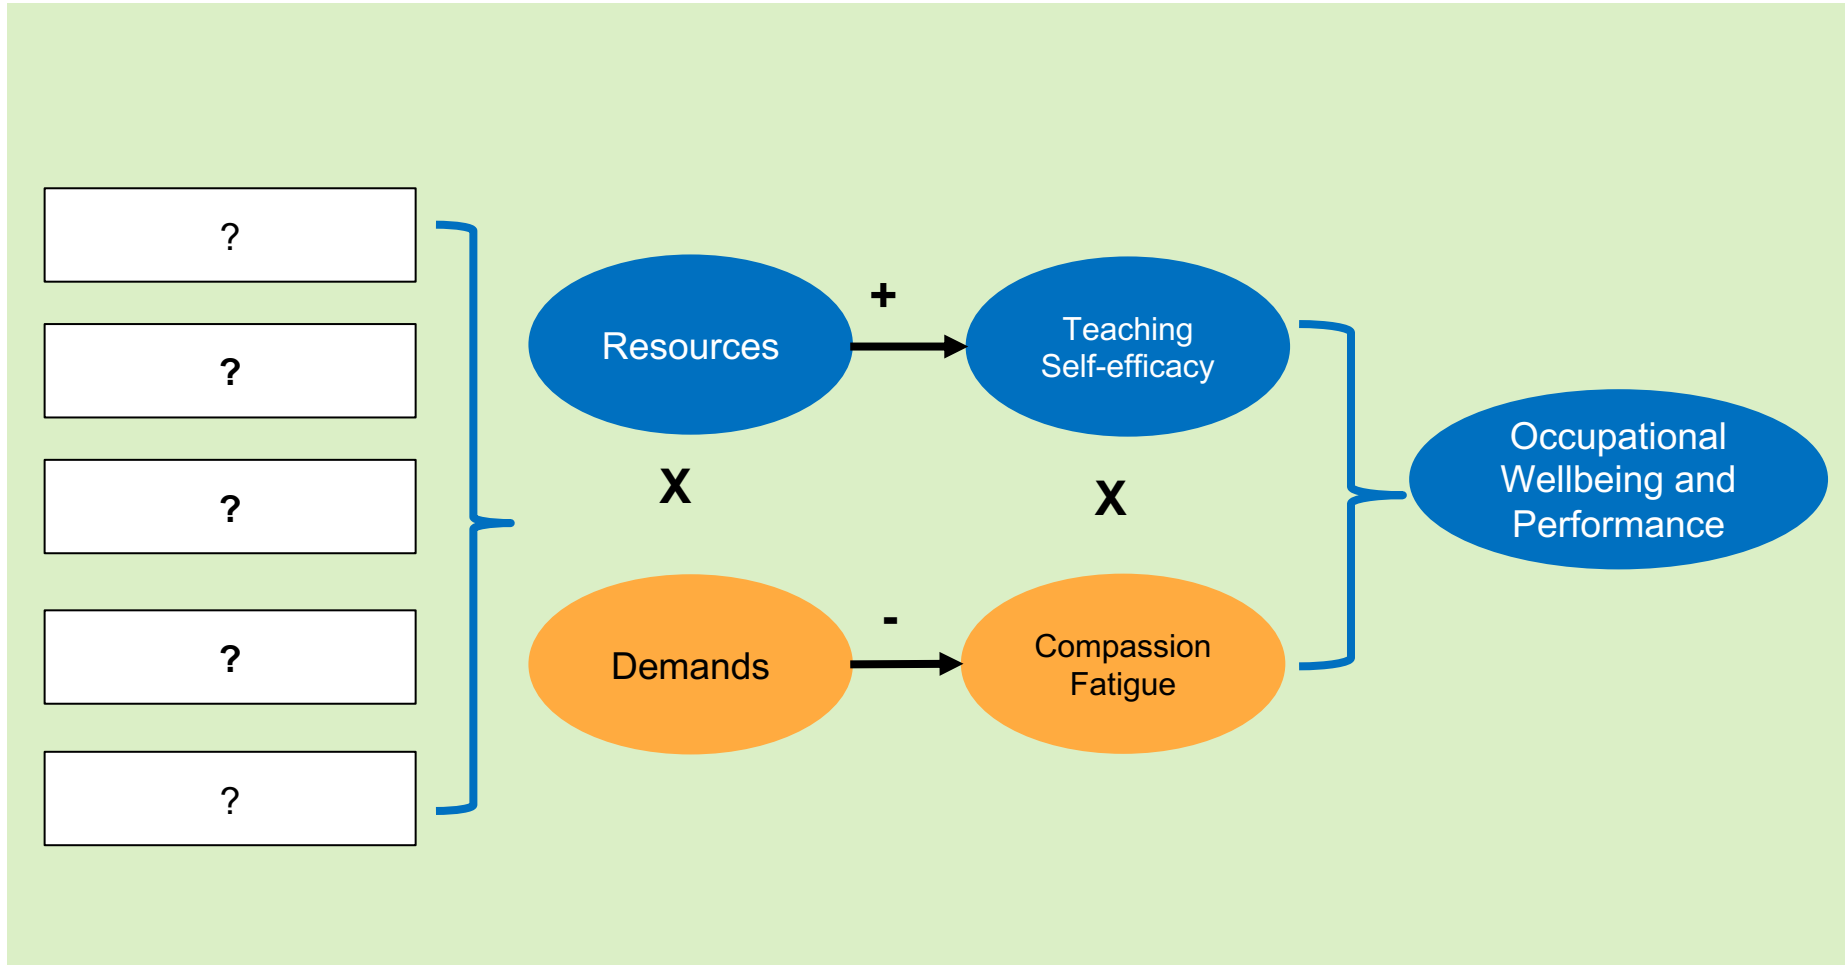 ?
?
?
?
?
Resources
+
Teaching
Self-efficacy
X
X
Demands
-
Compassion
Fatigue
Occupational
Wellbeing and
Performance